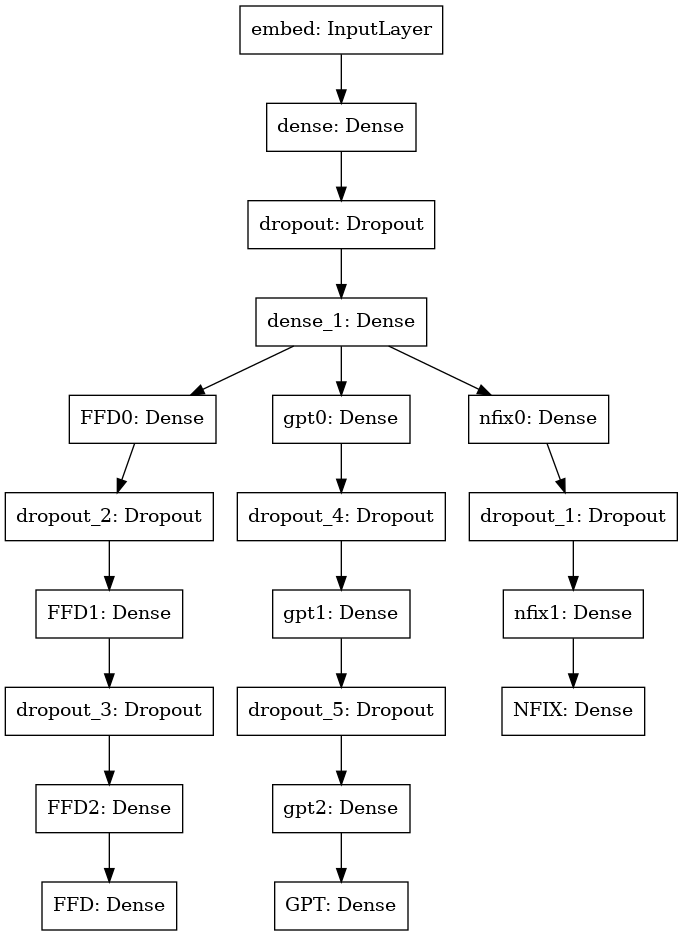 embed: InputLayer
dense: Dense
dropout: Dropout
dense_1: Dense
FFD0: Dense
gpt0: Dense
nfix0: Dense
dropout_2: Dropout
dropout_4: Dropout
dropout_1: Dropout
FFD1: Dense
gpt1: Dense
nfix1: Dense
dropout_3: Dropout
dropout_5: Dropout
NFIX: Dense
FFD2: Dense
gpt2: Dense
FFD: Dense
GPT: Dense